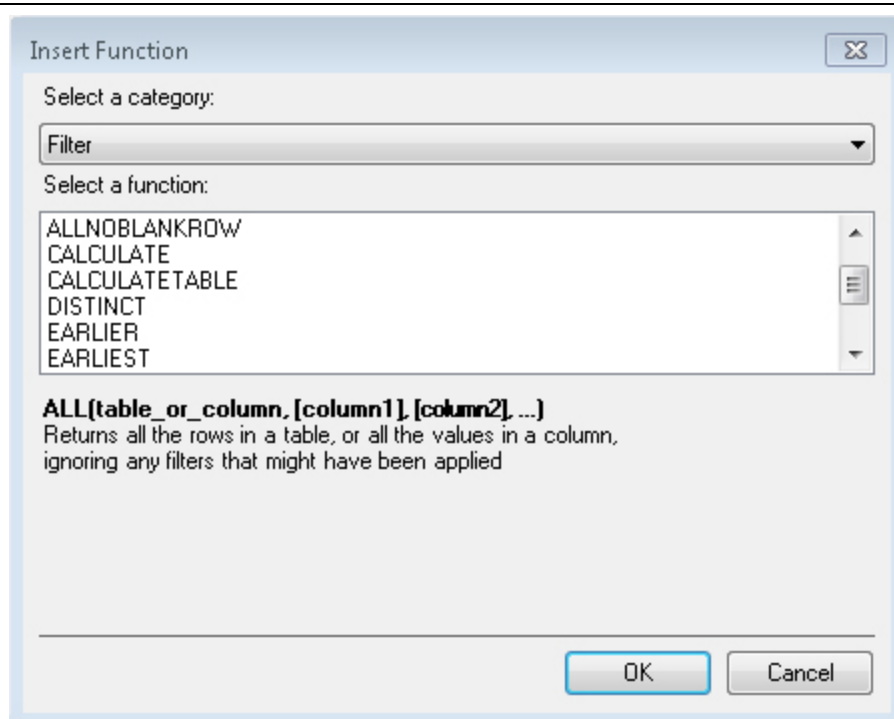 Insert Function
Select a category:
Filter
Select a function:
ALLNOBLANKROW
CALCULATE
CALCULATETABLE
DISTINCT
EARLIER
EARLIEST
ALL(table_or_column, [column1], [column2], ...)
Returns all the rows in a table, or all the values in a column,
ignoring any filters that might have been applied
OK Cancel